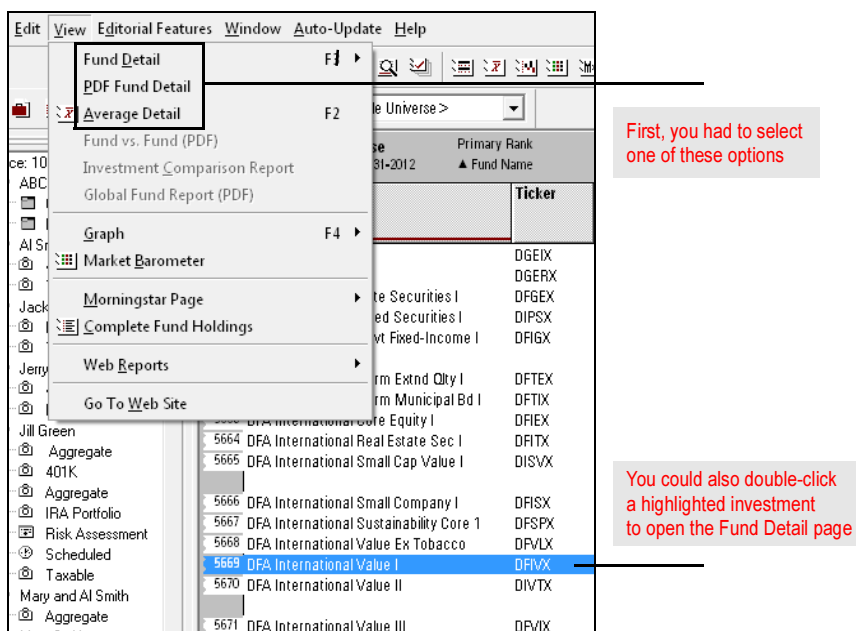 Edit View Editorial Features Window Auto-Update Help
Fund Detail F3
PDF Fund Detail
Average Detail F2
Fund vs. Fund (PDF)
Investment Comparison Report
Global Fund Report (PDF)
Graph F4
Market Barometer
Morningstar Page
Complete Fund Holdings
Web Reports
Go To Web Site
le Universe>
Primary Rank
31-2012 ▲ Fund Name
Ticker
ce: 10
ABC
Al Sm
Jack
Jerry
Jill Green
Aggregate
401K
Aggregate
IRA Portfolio
Risk Assessment
Scheduled
Taxable
Mary and Al Smith
Aggregate
DGEIX
DGERX
te Securities I DFGEX
ed Securities I DIPSX
vt Fixed-Income I DFIGX
rm Extnd Qlty I DFTEX
rm Municipal Bd I DFTIX
DFA International Core Equity I DFIEX
5664 DFA International Real Estate Sec I DFITX
5665 DFA International Small Cap Value I DISVX
5666 DFA International Small Company I DFISX
5667 DFA International Sustainability Core 1 DFSPX
5668 DFA International Value Ex Tobacco DFVLX
5669 DFA International Value I DFIVX
5670 DFA International Value II DIVTX
5671 DFA International Value III DFVIX
First, you had to select
one of these options
You could also double-click
a highlighted investment
to open the Fund Detail page